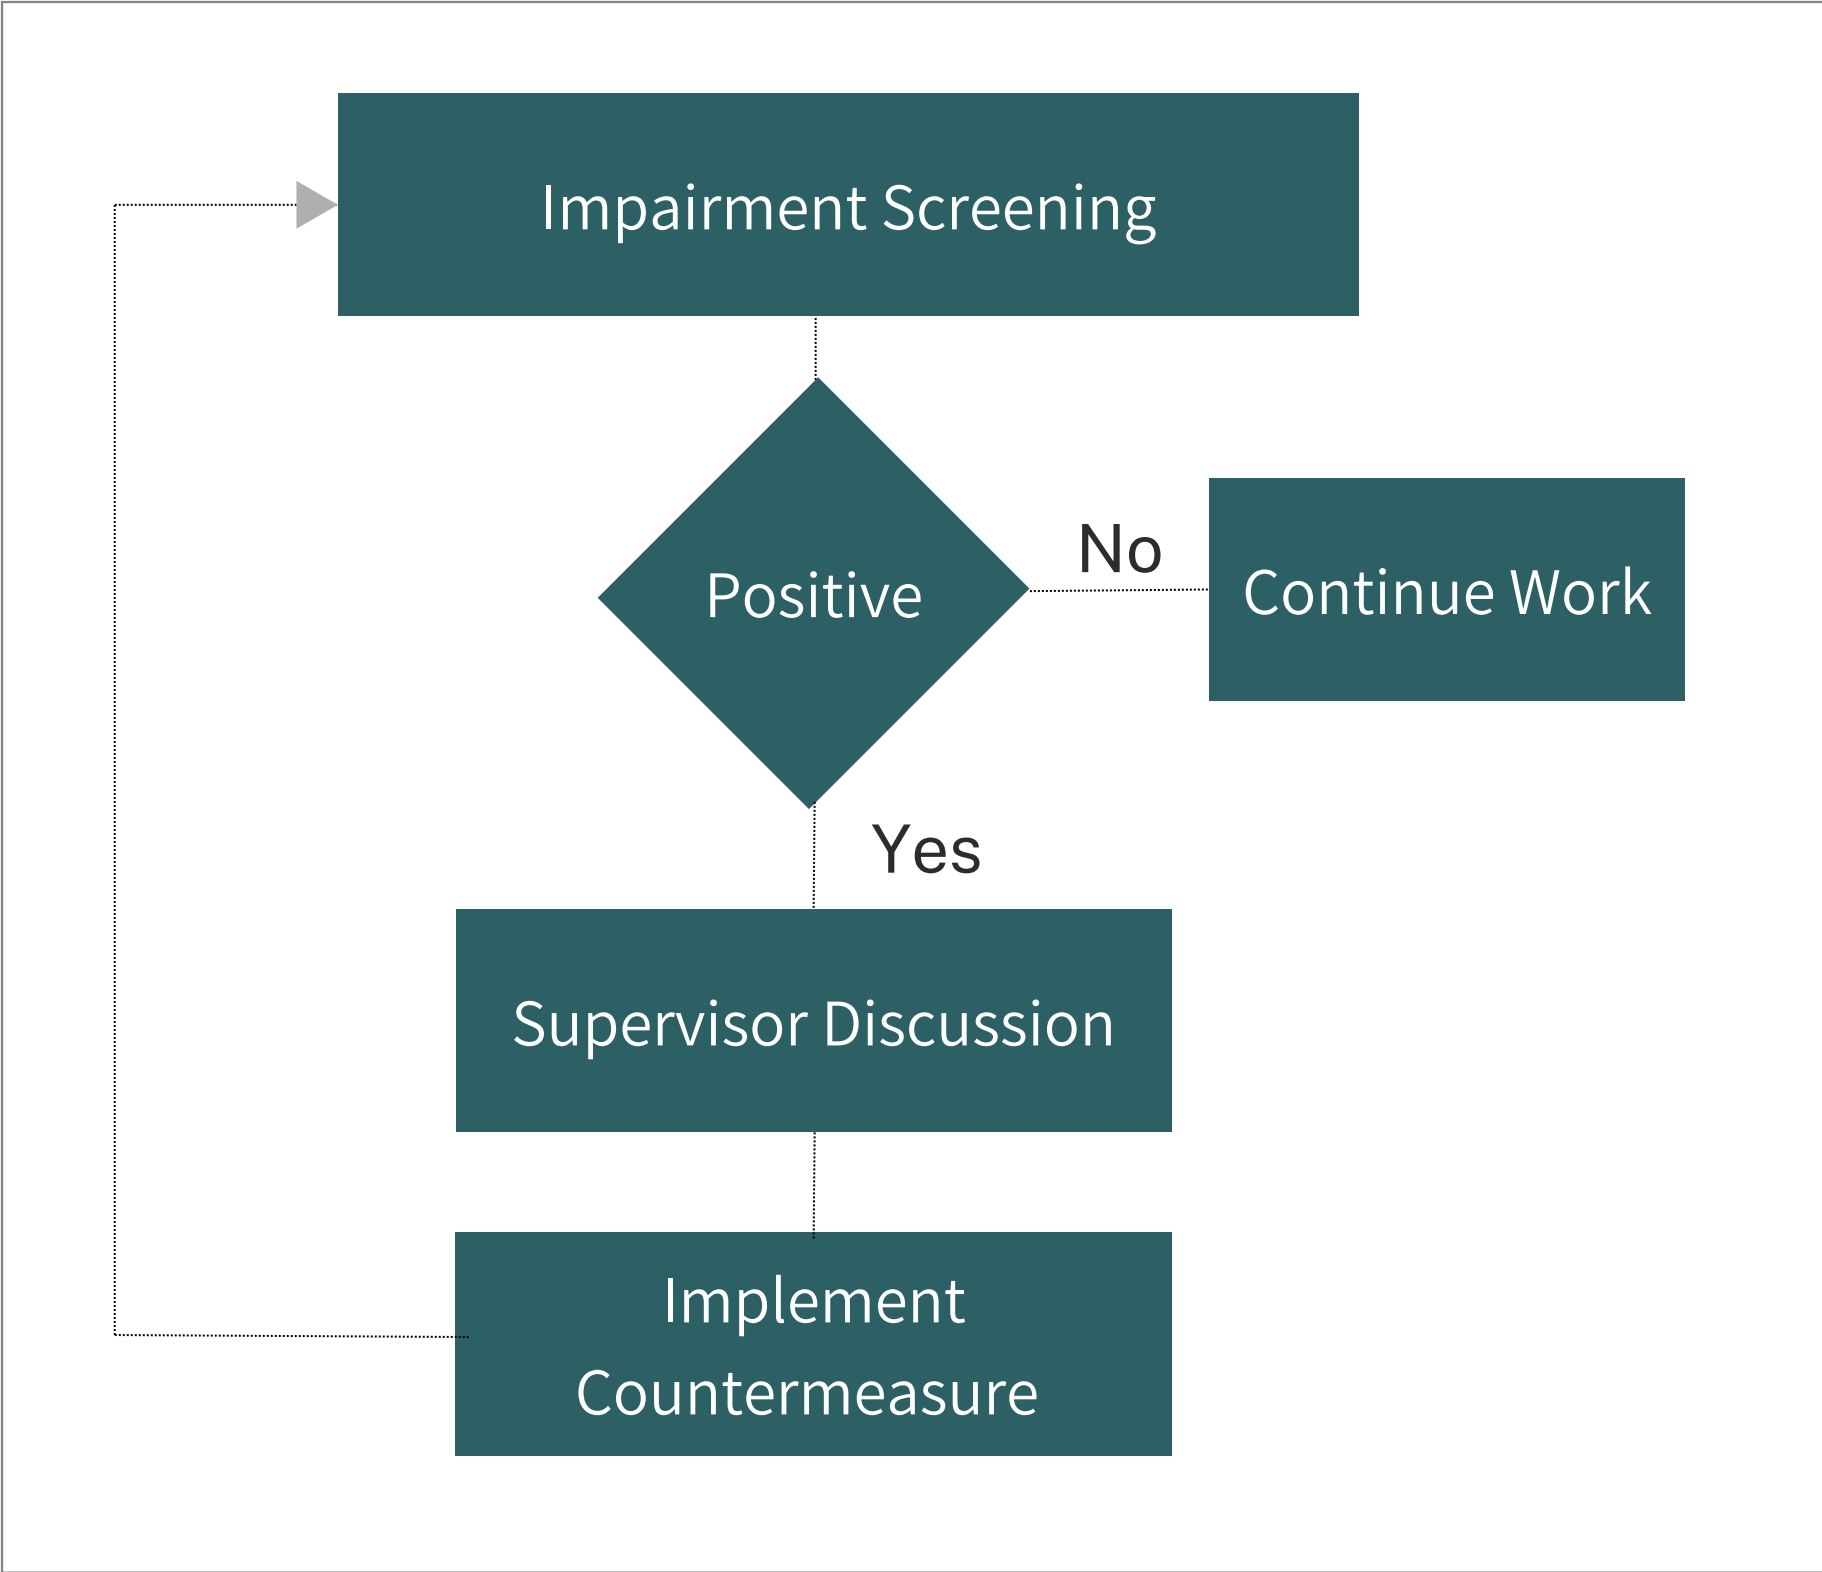 Impairment Screening
Positive
No
Continue Work
Yes
Supervisor Discussion
Implement
Countermeasure